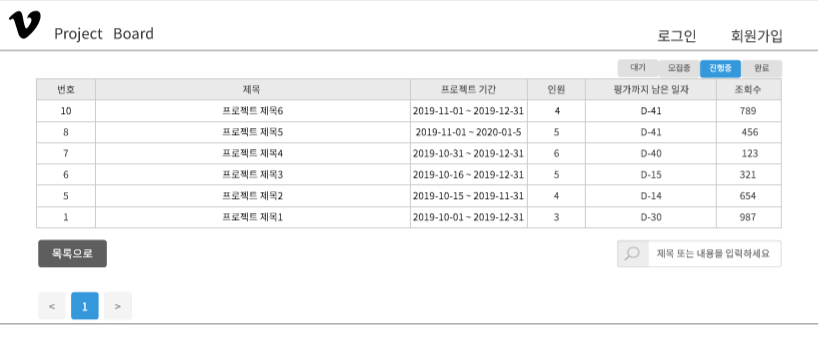 Project Board
로그인 회원가입
대기 모집중 진행중 완료
번호 제목 프로젝트 기간 인원 평가까지 남은 일자 조회수
10 프로젝트 제목6 2019-11-01 ~ 2019-12-31 4 D-41 789
8 프로젝트 제목5 2019-11-01 ~ 2020-01-5 5 D-41 456
7 프로젝트 제목4 2019-10-31 ~ 2019-12-31 6 D-40 123
6 프로젝트 제목3 2019-10-16 ~ 2019-12-31 5 D-15 321
5 프로젝트 제목2 2019-10-15 ~ 2019-11-31 4 D-14 654
1 프로젝트 제목1 2019-10-01 ~ 2019-12-31 3 D-30 987
목록으로 제목 또는 내용을 입력하세요
< 1 >